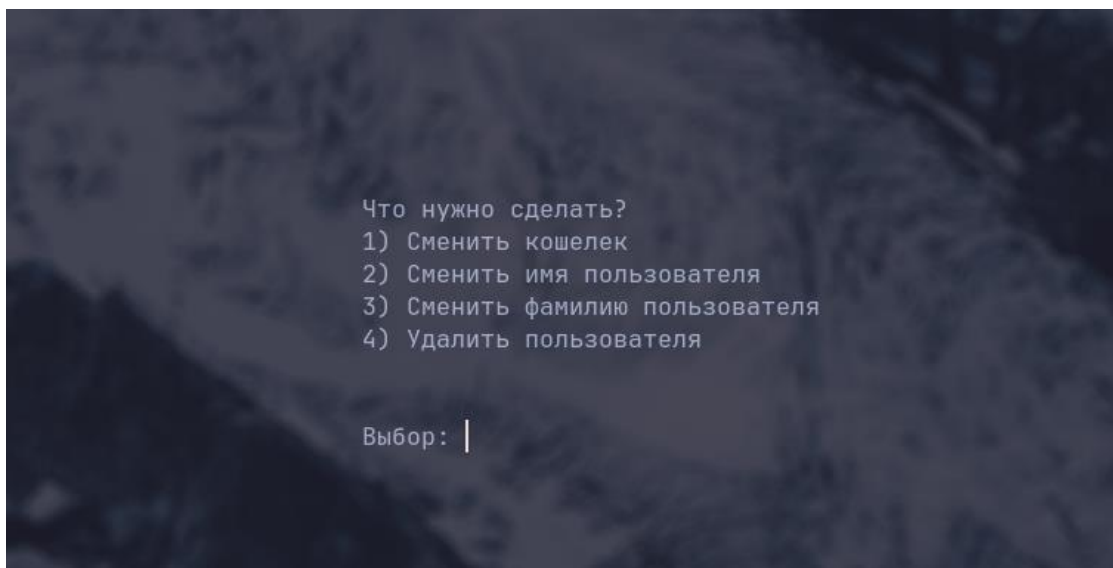 Что нужно сделать?
1) Сменить кошелек
2) Сменить имя пользователя
3) Сменить фамилию пользователя
4) Удалить пользователя
Выбор: